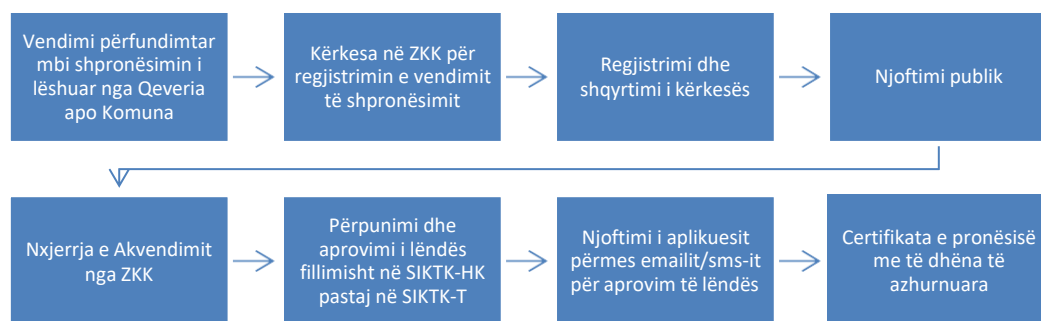 Vendimi përfundimtar
mbi shpronësimin i
lëshuar nga Qeveria
apo Komuna
Kërkesa në ZKK për
regjistrimin e vendimit
të shpronësimit
Regjistrimi dhe
shqyrtimi i kërkesës
Njoftimi publik
Nxjerrja e Akvendimit
nga ZKK
Përpunimi dhe
aprovimi i lëndës
fillimisht në SIKTK-HK
pastaj në SIKTK-T
Njoftimi i aplikuesit
përmes emailit/sms-it
për aprovim të lëndës
Certifikata e pronësisë
me të dhëna të
azhurnuara